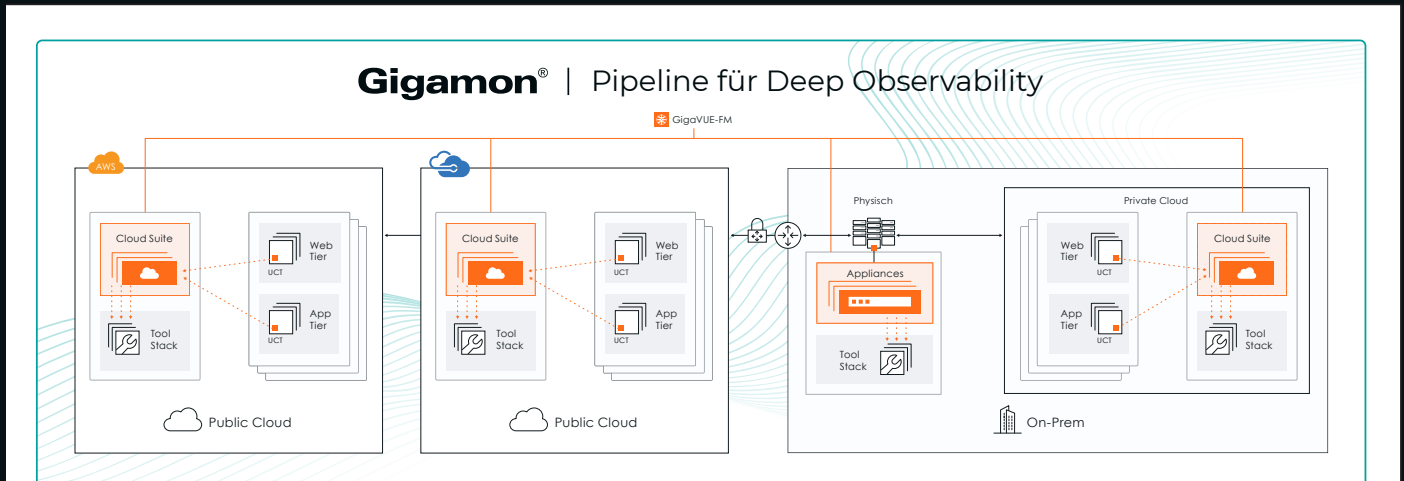 Gigamon® | Pipeline für Deep Observability
GigaVUE-FM
AWS
Cloud Suite
Web
Tier
UCT
App
Tier
UCT
Tool
Stack
Public Cloud
Cloud Suite
Web
Tier
UCT
App
Tier
UCT
Tool
Stack
Public Cloud
Physisch
Appliances
Tool
Stack
Private Cloud
Web
Tier
UCT
App
Tier
UCT
Cloud Suite
Tool
Stack
On-Prem